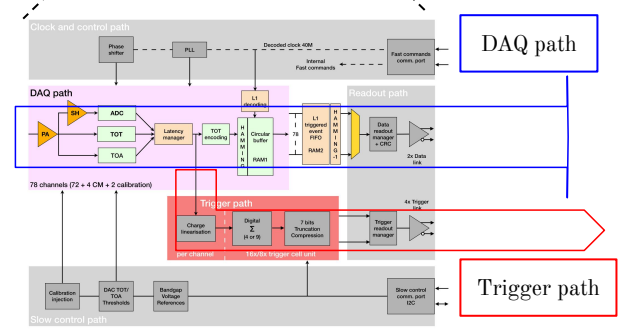 Clock and control path
Phase
shifter
PLL
Decoded clock 40M
Internal
Fast commands
Fast commands
comm. port
DAQ path
DAQ path
Readout path
L1
decoding
SH
ADC
PA
TOT
TOA
Latency
manager
TOT
encoding
HAMMING
Circular
buffer
RAM1
78
L1
triggered
event
FIFO
RAM2
HAMMING-1
Data
readout
manager
+ CRC
2x Data
link
78 channels (72 + 4 CM + 2 calibration)
Trigger path
Charge
linearisation
Digital
Σ
(4 or 9)
7 bits
Truncation
Compression
per channel
16x/8x trigger cell unit
4x Trigger
link
Trigger
readout
manager
Trigger path
Calibration
injection
DAC TOT/
TOA
Thresholds
Bandgap
Voltage
References
Slow control
comm. port
I2C
Slow control path